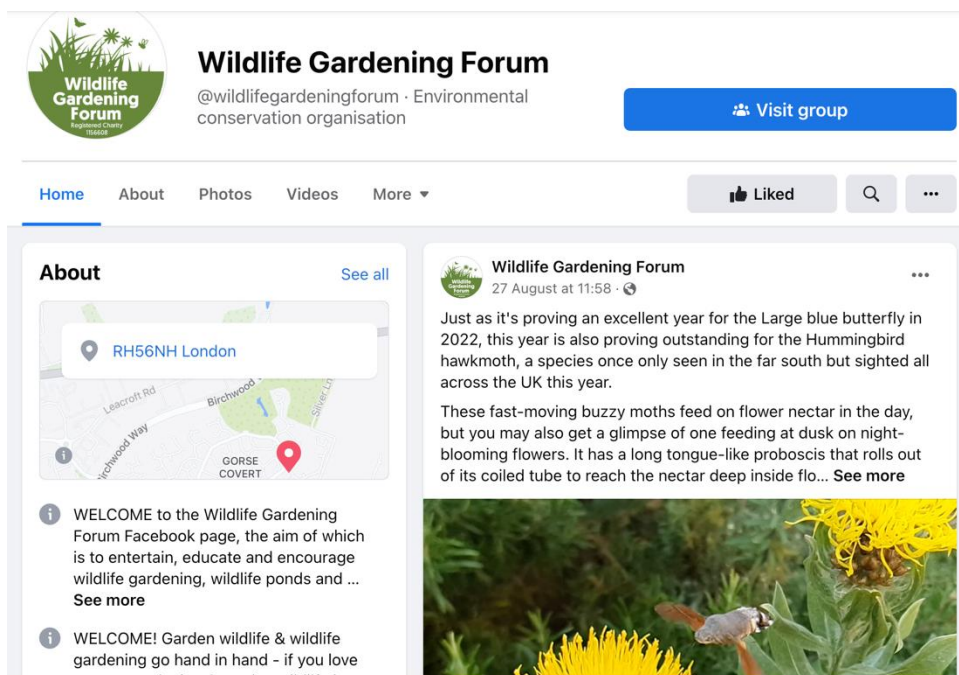 Wildlife
Gardening
Forum
Registered Charity
1156608
Wildlife Gardening Forum
@wildlifegardeningforum · Environmental
conservation organisation
Visit group
Home
About
Photos
Videos
More
Liked
About
See all
RH56NH London
Leacroft Rd
Birchwood
Birchwood Way
Silver Ln
GORSE
COVERT
WELCOME to the Wildlife Gardening
Forum Facebook page, the aim of which
is to entertain, educate and encourage
wildlife gardening, wildlife ponds and ...
See more
WELCOME! Garden wildlife & wildlife
gardening go hand in hand - if you love
Wildlife
Gardening
Forum
Wildlife Gardening Forum
27 August at 11:58 ·
Just as it's proving an excellent year for the Large blue butterfly in
2022, this year is also proving outstanding for the Hummingbird
hawkmoth, a species once only seen in the far south but sighted all
across the UK this year.
These fast-moving buzzy moths feed on flower nectar in the day,
but you may also get a glimpse of one feeding at dusk on night-
blooming flowers. It has a long tongue-like proboscis that rolls out
of its coiled tube to reach the nectar deep inside flo... See more